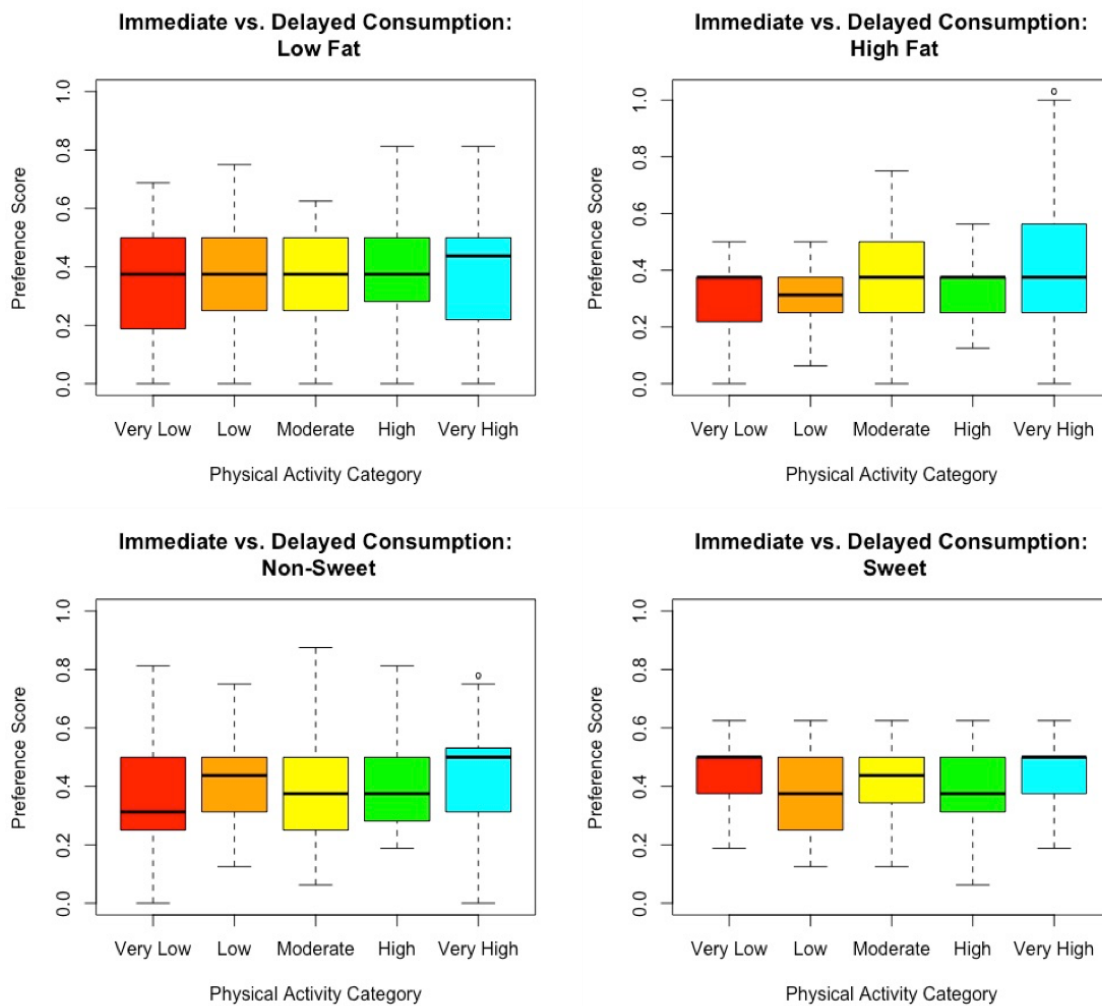 Immediate vs. Delayed Consumption:
Low Fat
Preference Score
1.0
0.8
0.6
0.4
0.2
0.0
Very Low Low Moderate High Very High
Physical Activity Category
Immediate vs. Delayed Consumption:
High Fat
Preference Score
1.0
0.8
0.6
0.4
0.2
0.0
Very Low Low Moderate High Very High
Physical Activity Category
Immediate vs. Delayed Consumption:
Non-Sweet
Preference Score
1.0
0.8
0.6
0.4
0.2
0.0
Very Low Low Moderate High Very High
Physical Activity Category
Immediate vs. Delayed Consumption:
Sweet
Preference Score
1.0
0.8
0.6
0.4
0.2
0.0
Very Low Low Moderate High Very High
Physical Activity Category